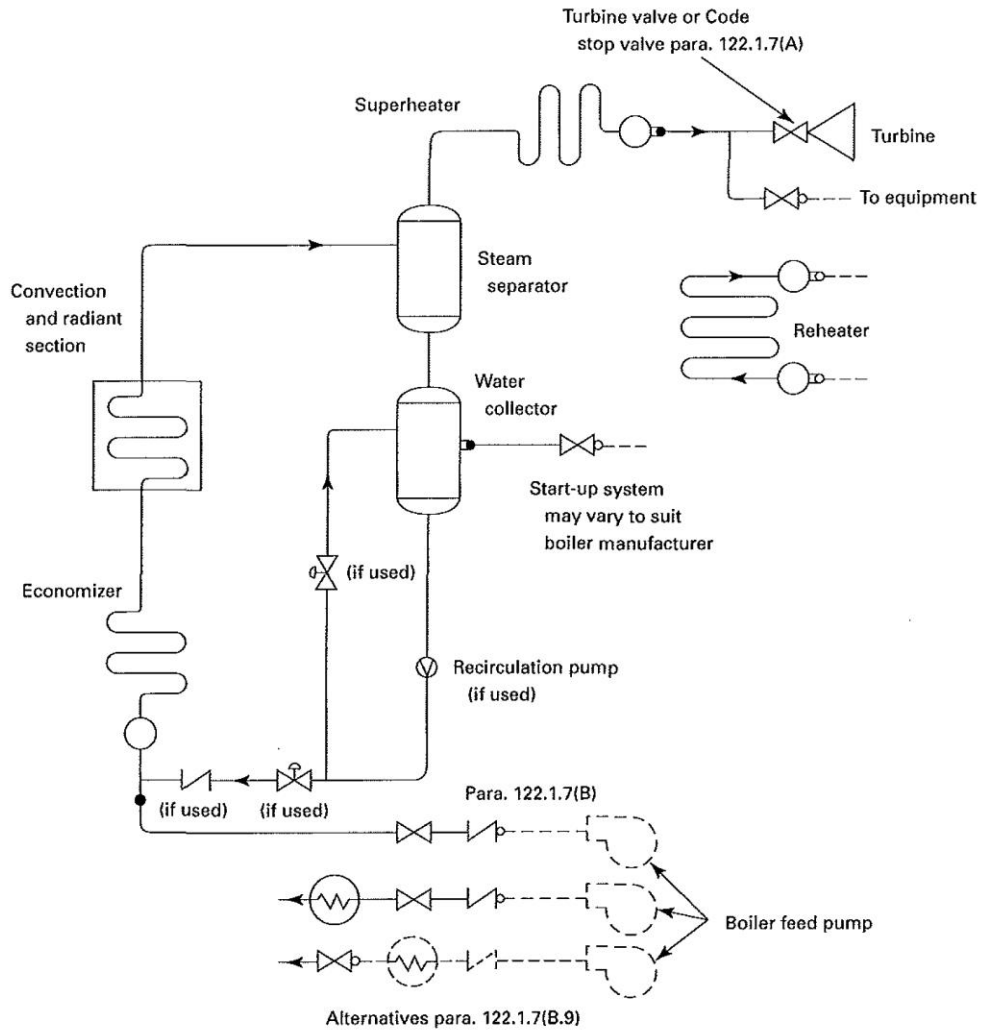 Turbine valve or Code
stop valve para. 122.1.7(A)
Superheater
Turbine
To equipment
Steam
separator
Convection
and radiant
section
Reheater
Water
collector
Start-up system
may vary to suit
boiler manufacturer
(if used)
Economizer
Recirculation pump
(if used)
(if used)
(if used)
Para. 122.1.7(B)
Boiler feed pump
Alternatives para. 122.1.7(B.9)